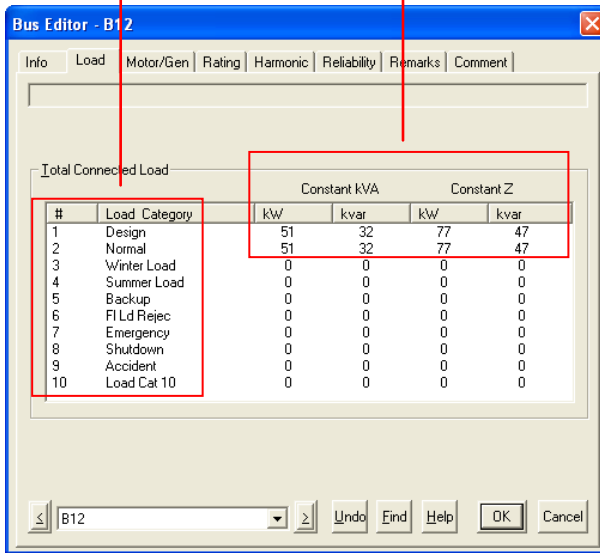 Bus Editor - B12
Info Load Motor/Gen Rating Harmonic Reliability Remarks Comment
Total Connected Load
Constant kVA Constant Z
# Load Category kW kvar kW kvar
1 Design 51 32 77 47
2 Normal 51 32 77 47
3 Winter Load 0 0 0 0
4 Summer Load 0 0 0 0
5 Backup 0 0 0 0
6 Fl Ld Rejec 0 0 0 0
7 Emergency 0 0 0 0
8 Shutdown 0 0 0 0
9 Accident 0 0 0 0
10 Load Cat 10 0 0 0 0
< B12 > Undo Find Help OK Cancel